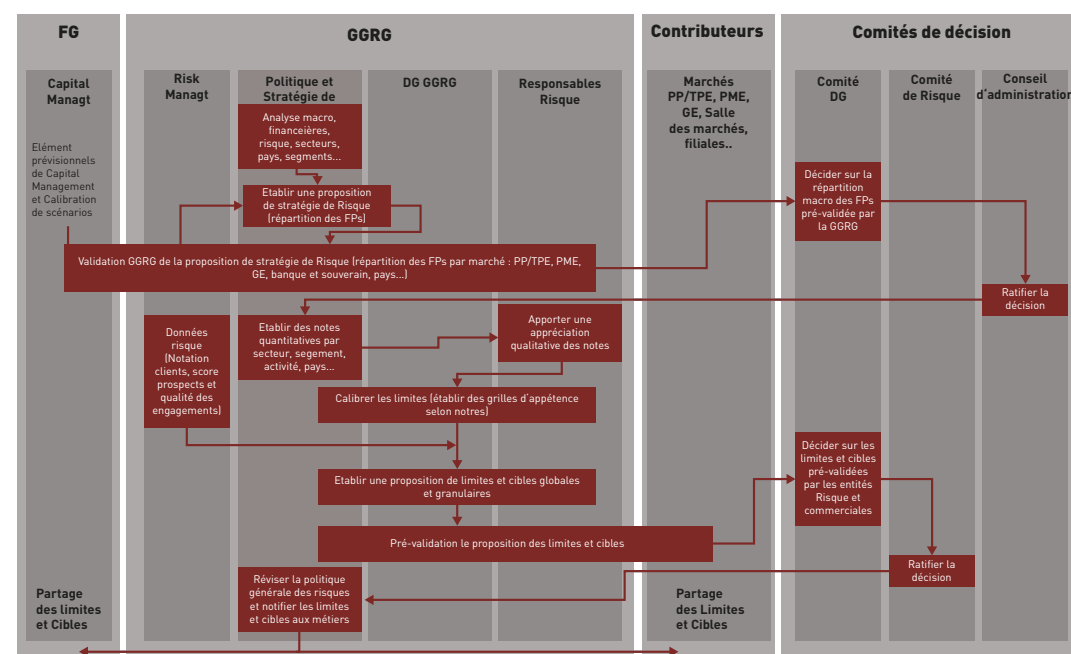 FG
GGRG
Contributeurs
Comités de décision
Capital
Managt
Risk
Managt
Politique et
Stratégie de
DG GGRG
Responsables
Risque
Marchés
PP/TPE, PME,
GE, Salle
des marchés,
filiales..
Comité
DG
Comité
de Risque
Conseil
d'administration
Elément
prévisionnels
de Capital
Management
et Calibration
de scénarios
Analyse macro,
financeières,
risque, secteurs,
pays, segments...
Etablir une proposition
de stratégie de Risque
(répartition des FPs)
Décider sur la
répartition
macro des FPs
pré-validée par
la GGRG
Validation GGRG de la proposition de stratégie de Risque (répartition des FPs par marché : PP/TPE, PME,
GE, banque et souverain, pays...)
Ratifier la
décision
Données
risque
(Notation
clients, score
prospects et
qualité des
engagements)
Etablir des notes
quantitatives par
secteur, segement,
activité, pays...
Apporter une
appréciation
qualitative des notes
Calibrer les limites (établir des grilles d'appétence
selon notres)
Etablir une proposition de limites et cibles globales
et granulaires
Décider sur les
limites et cibles
pré-validées
par les entités
Risque et
commerciales
Pré-validation le proposition des limites et cibles
Ratifier la
décision
Réviser la politique
générale des risques
et notifier les limites
et cibles aux métiers
Partage
des limites
et Cibles
Partage
des Limites
et Cibles